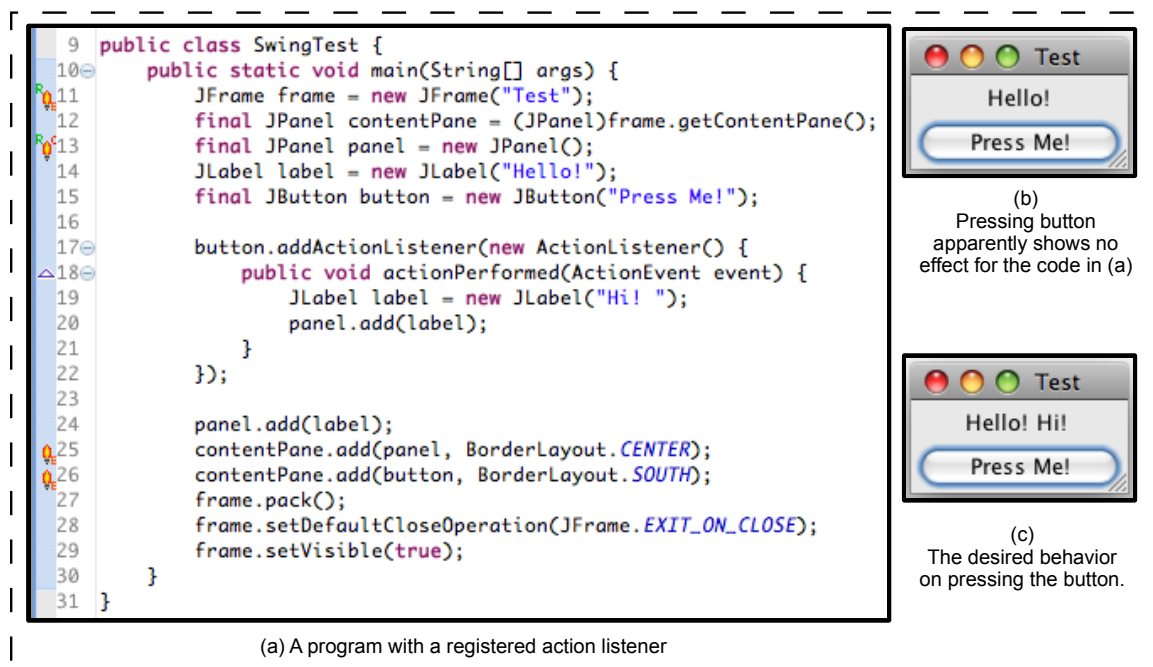 9 public class SwingTest {
10 public static void main(String[] args) {
11 JFrame frame = new JFrame("Test");
12 final JPanel contentPane = (JPanel)frame.getContentPane();
13 final JPanel panel = new JPanel();
14 JLabel label = new JLabel("Hello!");
15 final JButton button = new JButton("Press Me!");
16
17 button.addActionListener(new ActionListener() {
18 public void actionPerformed(ActionEvent event) {
19 JLabel label = new JLabel("Hi! ");
20 panel.add(label);
21 }
22 });
23
24 panel.add(label);
25 contentPane.add(panel, BorderLayout.CENTER);
26 contentPane.add(button, BorderLayout.SOUTH);
27 frame.pack();
28 frame.setDefaultCloseOperation(JFrame.EXIT_ON_CLOSE);
29 frame.setVisible(true);
30 }
31 }
(a) A program with a registered action listener
Test
Hello!
Press Me!
(b)
Pressing button
apparently shows no
effect for the code in (a)
Test
Hello! Hi!
Press Me!
(c)
The desired behavior
on pressing the button.